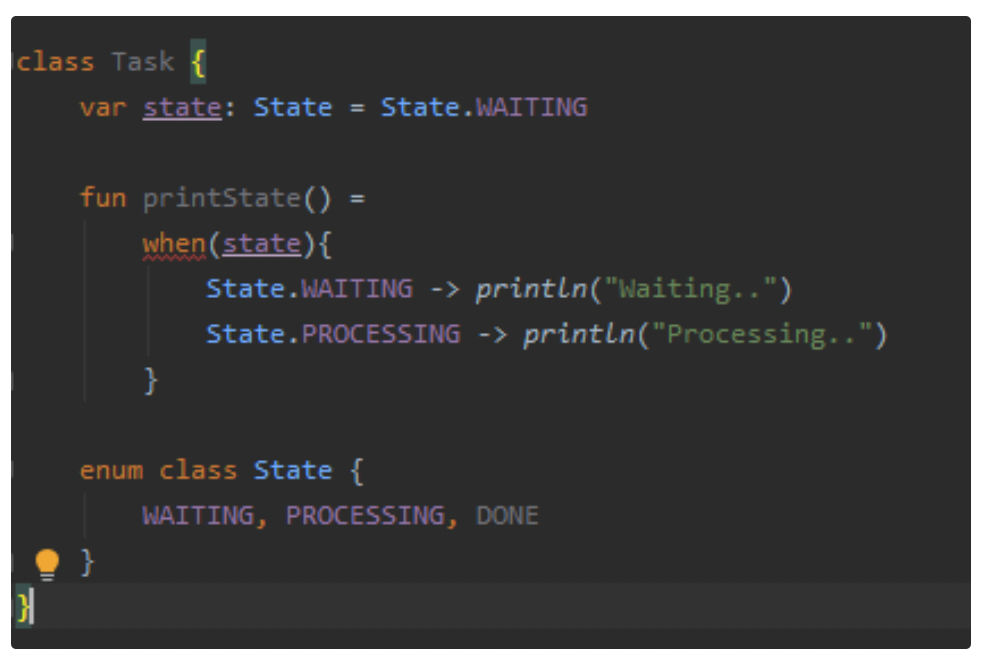 class Task {
    var state: State = State.WAITING

    fun printState() =
        when(state){
            State.WAITING -> println("Waiting..")
            State.PROCESSING -> println("Processing..")
        }

    enum class State {
        WAITING, PROCESSING, DONE
    }
}